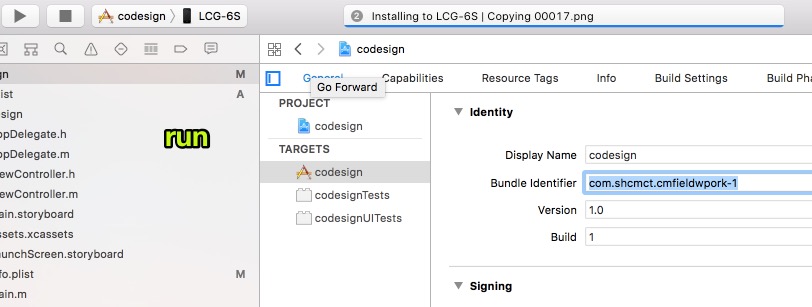 codesign LCG-6S
2 Installing to LCG-6S | Copying 00017.png
codesign
General Capabilities Resource Tags Info Build Settings Build Pha
Go Forward
gn M
ist A
sign
ppDelegate.h
ppDelegate.m
ewController.h
ewController.m
ain.storyboard
ssets.xcassets
unchScreen.storyboard
fo.plist M
ain.m
run
PROJECT
codesign
TARGETS
codesign
codesignTests
codesignUITests
Identity
Display Name codesign
Bundle Identifier com.shcmct.cmfieldwpork-1
Version 1.0
Build 1
Signing